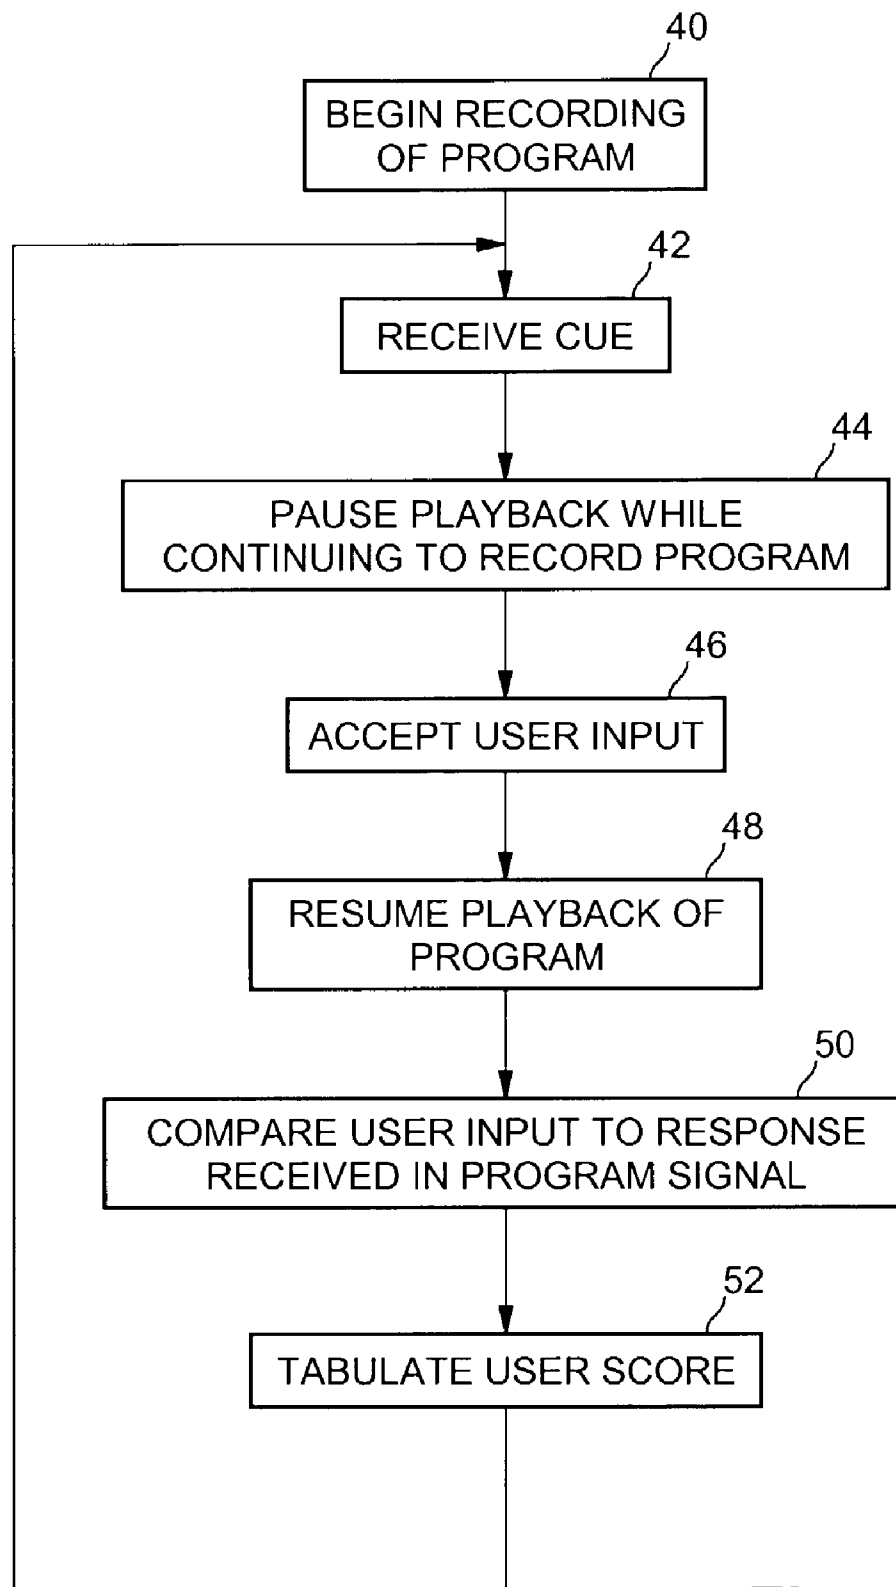 40
BEGIN RECORDING
OF PROGRAM
42
RECEIVE CUE
44
PAUSE PLAYBACK WHILE
CONTINUING TO RECORD PROGRAM
46
ACCEPT USER INPUT
48
RESUME PLAYBACK OF
PROGRAM
50
COMPARE USER INPUT TO RESPONSE
RECEIVED IN PROGRAM SIGNAL
52
TABULATE USER SCORE